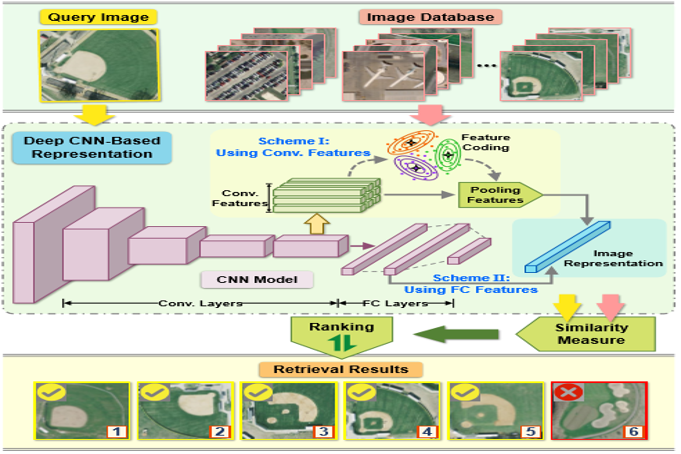 Query Image
Image Database
...
Deep CNN-Based
Representation
Scheme I:
Using Conv. Features
Feature
Coding
Conv.
Features
Pooling
Features
Image
Representation
CNN Model
Scheme II:
Using FC Features
Conv. Layers
FC Layers
Ranking
Similarity
Measure
Retrieval Results
1
2
3
4
5
6